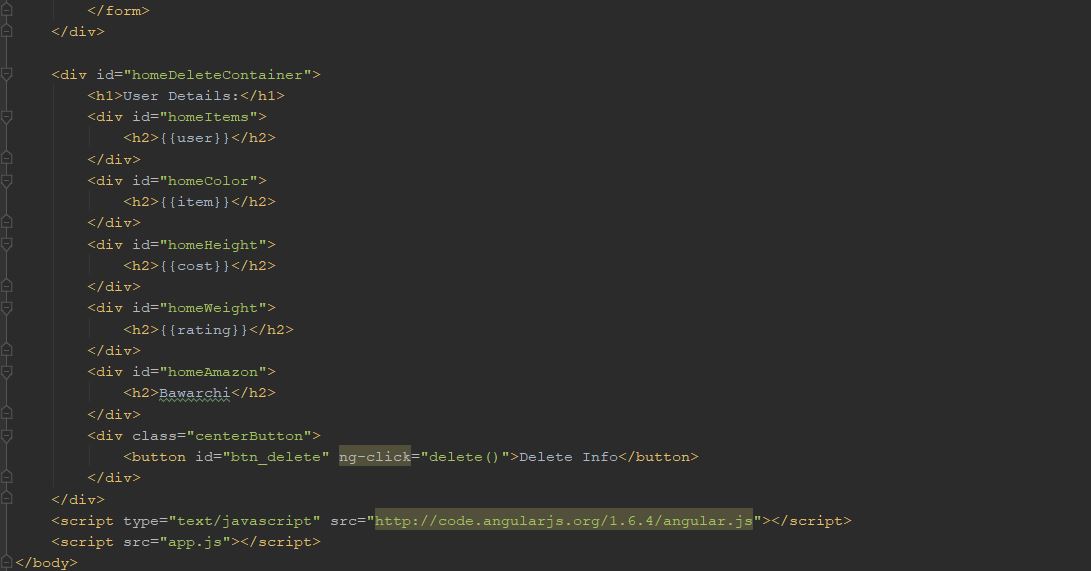 </form>
</div>
<div id="homeDeleteContainer">
<h1>User Details:</h1>
<div id="homeItems">
<h2>{{user}}</h2>
</div>
<div id="homeColor">
<h2>{{item}}</h2>
</div>
<div id="homeHeight">
<h2>{{cost}}</h2>
</div>
<div id="homeWeight">
<h2>{{rating}}</h2>
</div>
<div id="homeAmazon">
<h2>Bawarchi</h2>
</div>
<div class="centerButton">
<button id="btn_delete" ng-click="delete()">Delete Info</button>
</div>
</div>
<script type="text/javascript" src="http://code.angularjs.org/1.6.4/angular.js"></script>
<script src="app.js"></script>
</body>